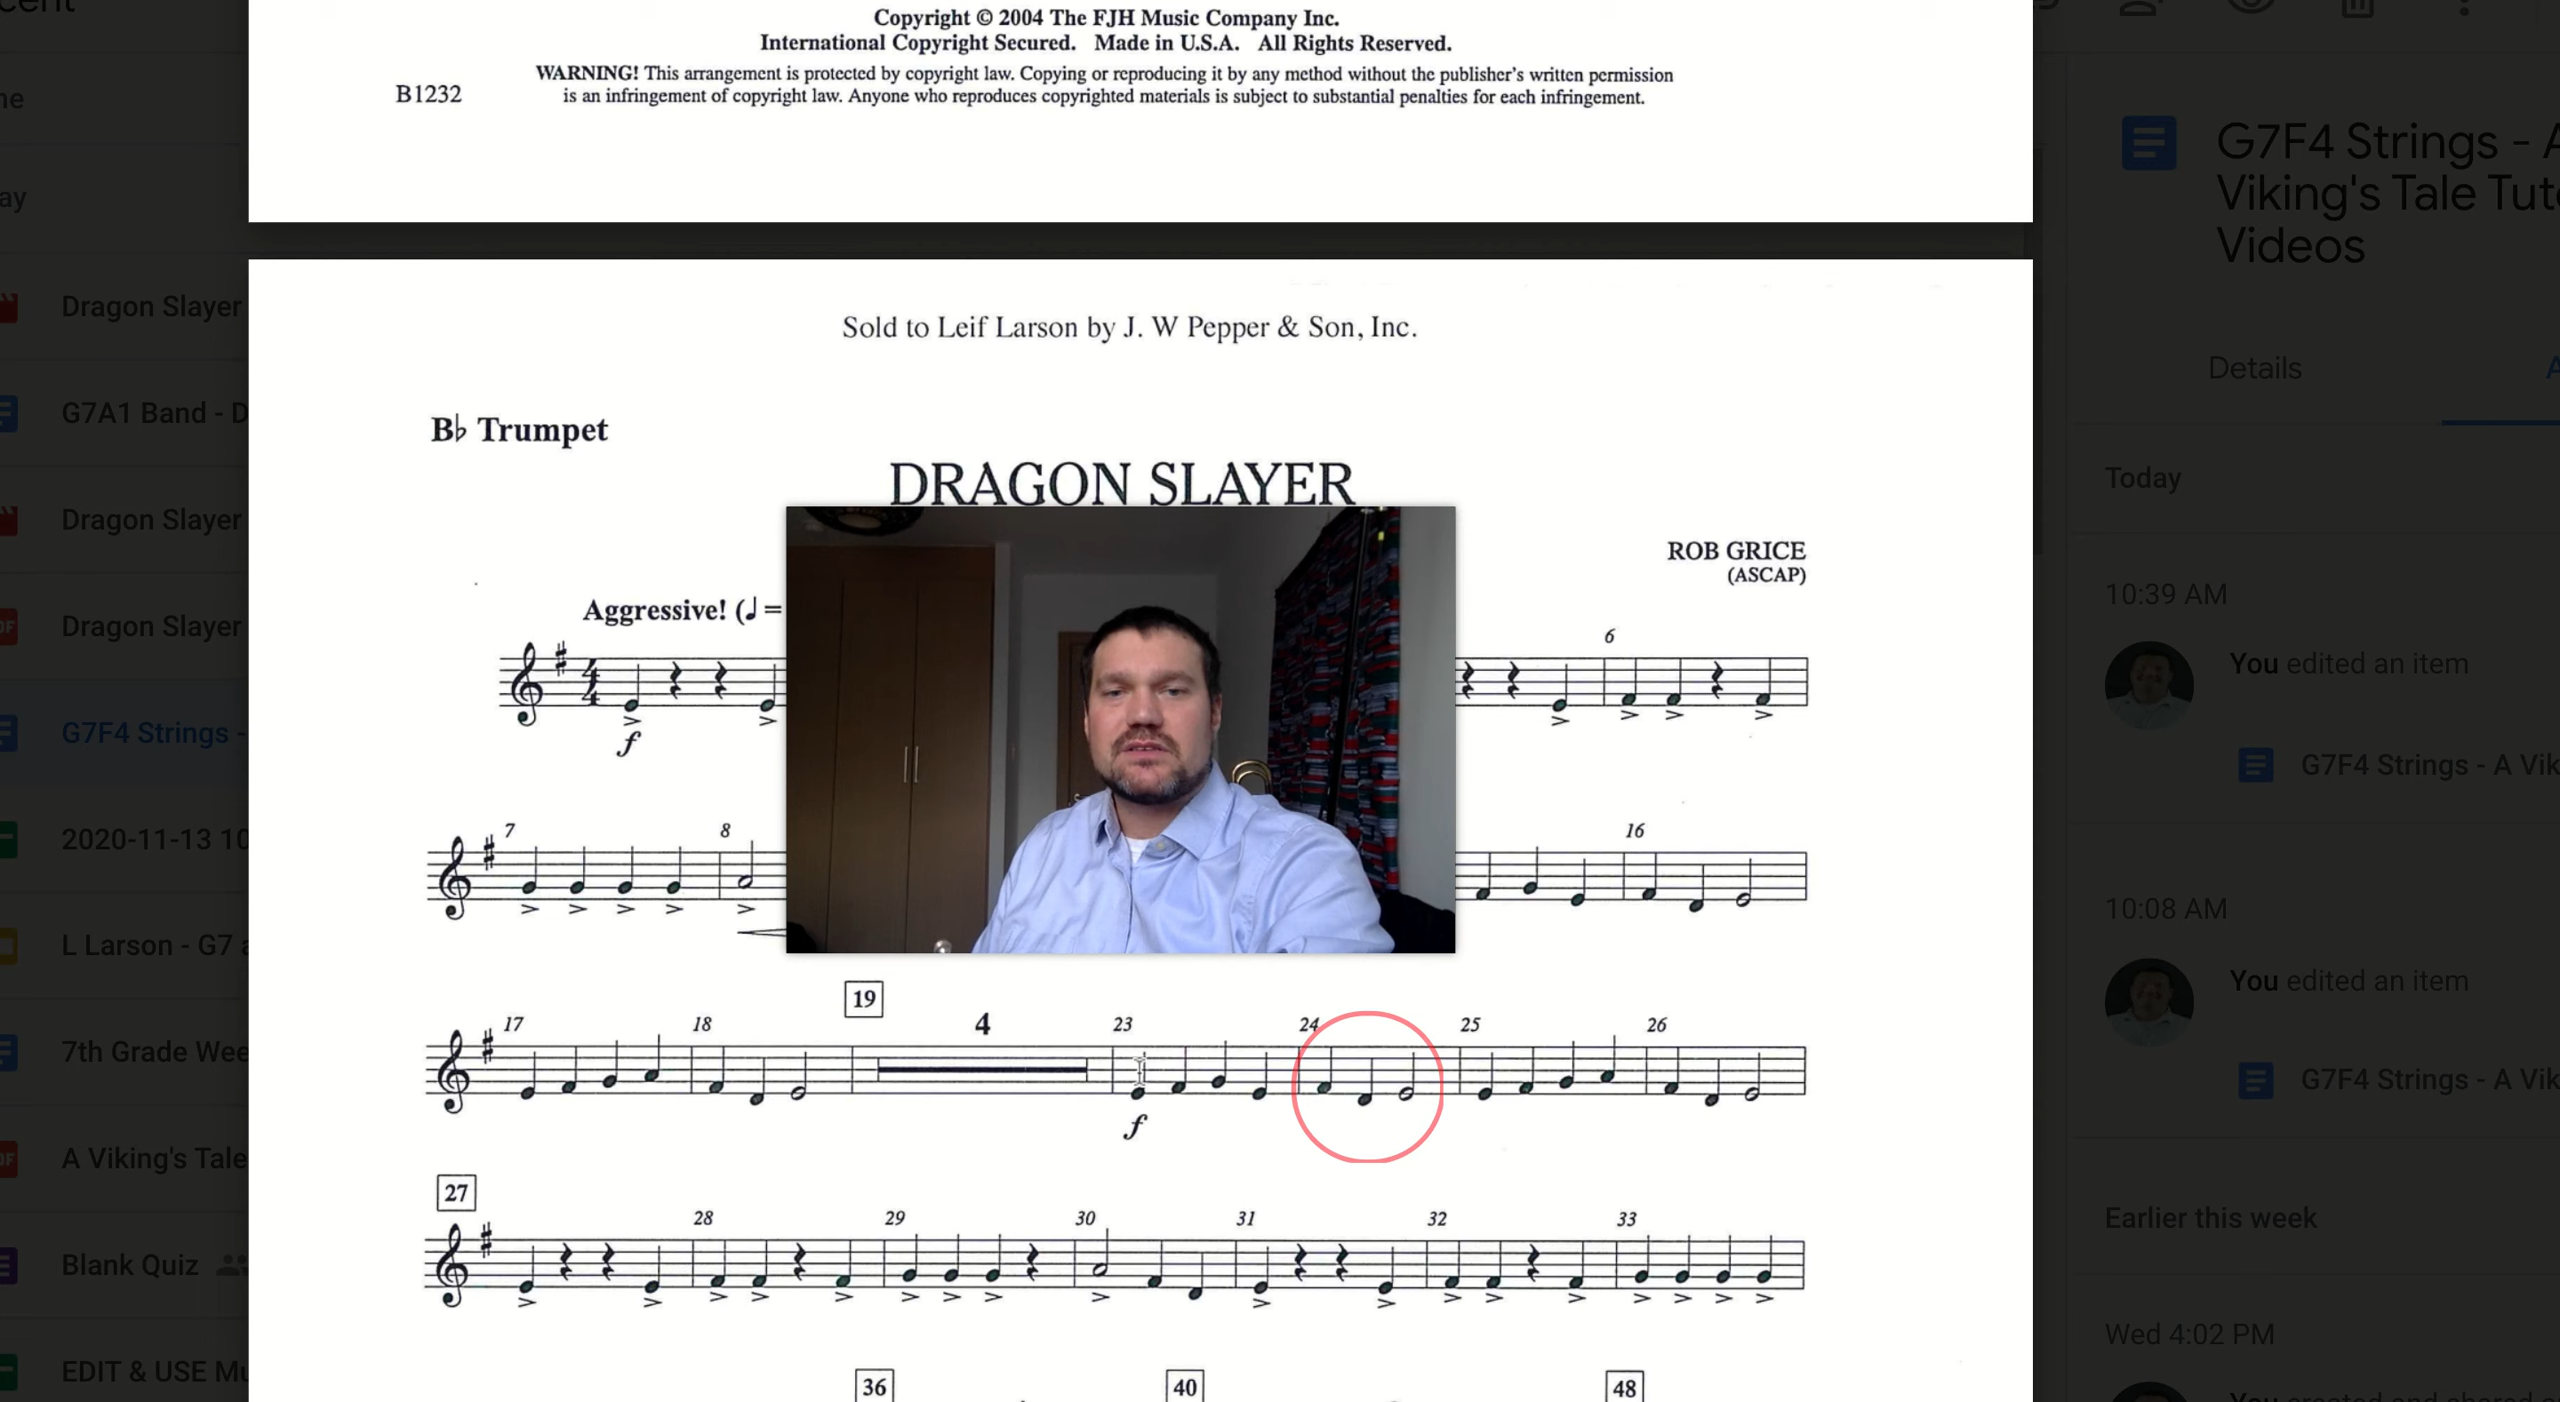 Copyright © 2004 The FJH Music Company Inc.
International Copyright Secured. Made in U.S.A. All Rights Reserved.
WARNING! This arrangement is protected by copyright law. Copying or reproducing it by any method without the publisher's written permission
is an infringement of copyright law. Anyone who reproduces copyrighted materials is subject to substantial penalties for each infringement.
B1232
Sold to Leif Larson by J. W Pepper & Son, Inc.
B♭ Trumpet
DRAGON SLAYER
ROB GRICE
(ASCAP)
Aggressive! (♩ =
6
4
4
f
7 8 16
19
17 18 4 23 24 25 26
f
27
28 29 30 31 32 33
36 40 48
Dragon Slayer
G7A1 Band - D
Dragon Slayer
Dragon Slayer
G7F4 Strings -
2020-11-13 10
L Larson - G7 a
7th Grade Wee
A Viking's Tale
Blank Quiz
EDIT & USE Mu
G7F4 Strings - A
Viking's Tale Tut
Videos
Details
Today
10:39 AM
You edited an item
G7F4 Strings - A Vik
10:08 AM
You edited an item
G7F4 Strings - A Vik
Earlier this week
Wed 4:02 PM